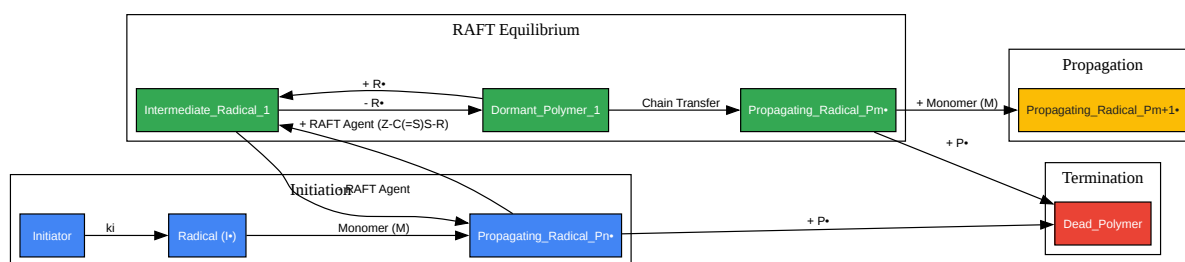 RAFT Equilibrium
Propagation
+ R•
Intermediate_Radical_1
- R•
Dormant_Polymer_1
Chain Transfer
Propagating_Radical_Pm•
+ Monomer (M)
Propagating_Radical_Pm+1•
+ RAFT Agent (Z-C(=S)S-R)
+ P•
Initiation
- RAFT Agent
Termination
Initiator
ki
Radical (I•)
Monomer (M)
Propagating_Radical_Pn•
+ P•
Dead_Polymer